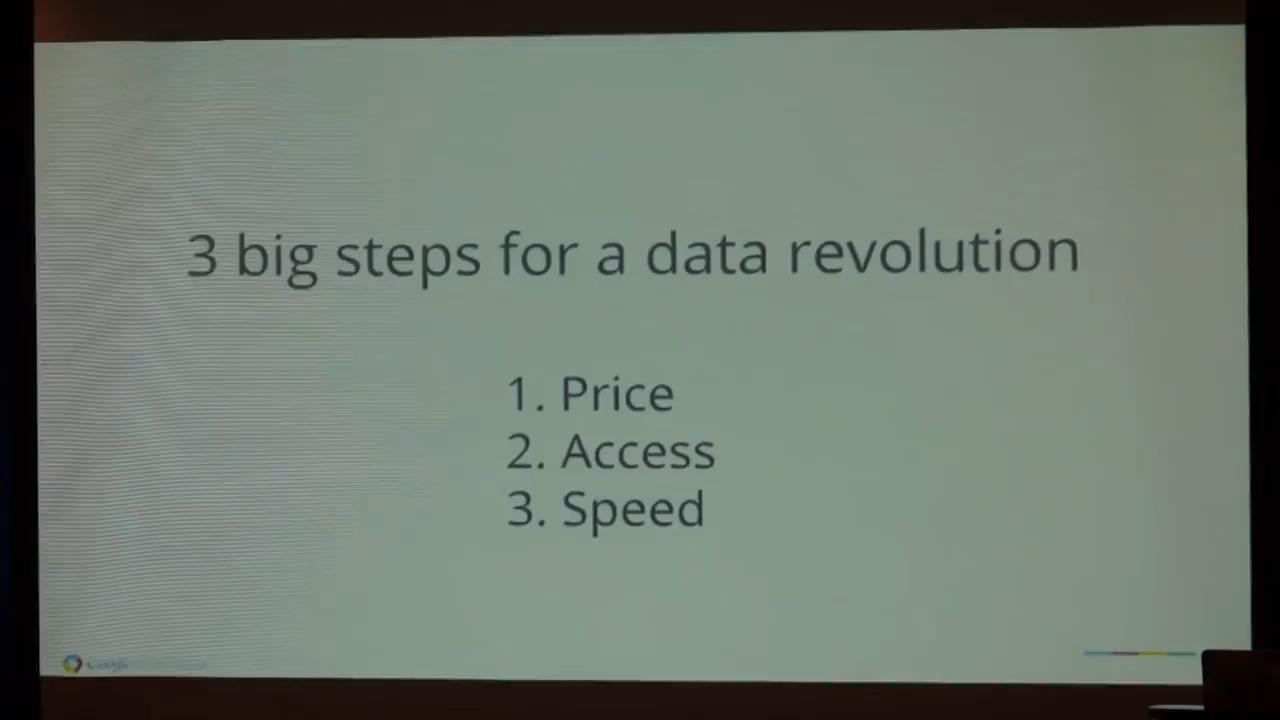 3 big steps for a data revolution
1. Price
2. Access
3. Speed